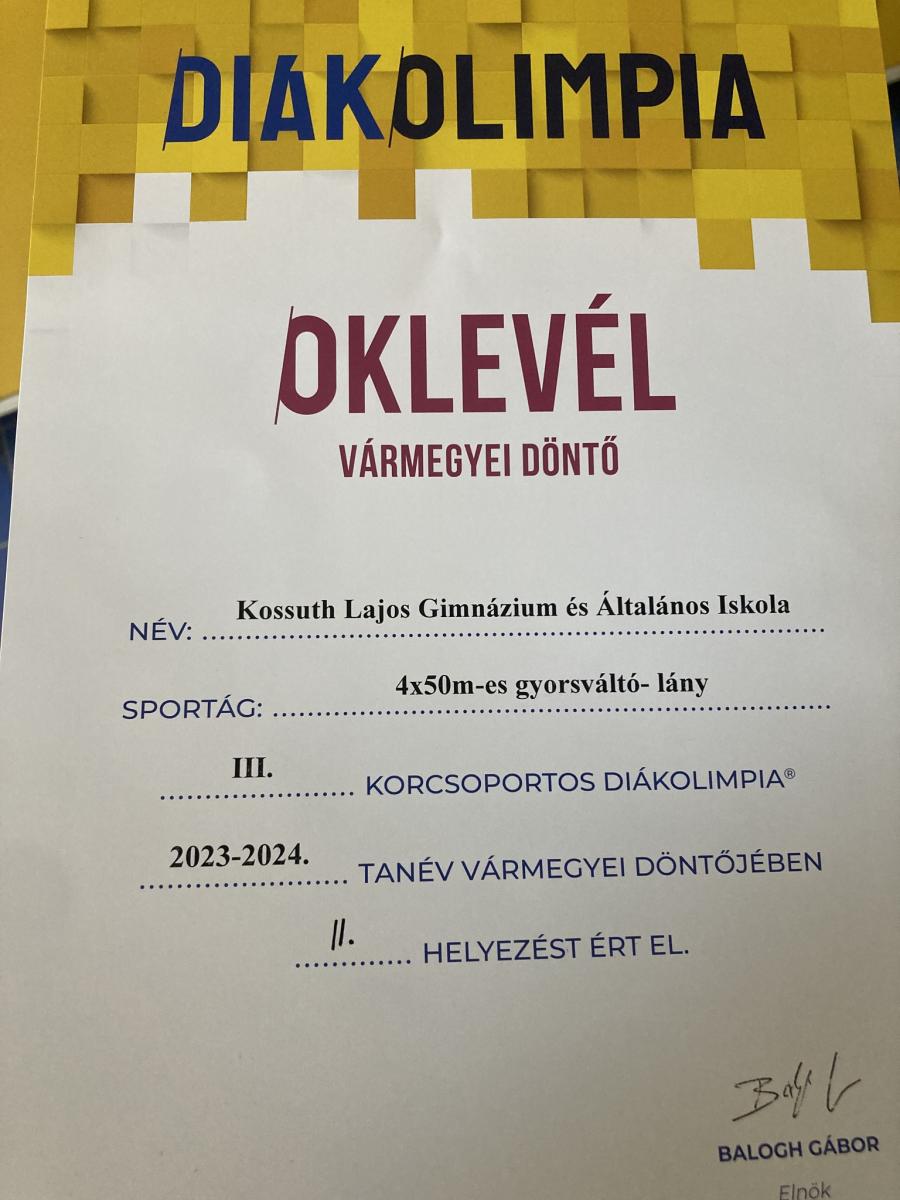 DIÁKOLIMPIA
OKLEVÉL
VÁRMEGYEI DÖNTŐ
NÉV: Kossuth Lajos Gimnázium és Általános Iskola
SPORTÁG: 4x50m-es gyorsváltó- lány
III. KORCSOPORTOS DIÁKOLIMPIA®
2023-2024. TANÉV VÁRMEGYEI DÖNTŐJÉBEN
II. HELYEZÉST ÉRT EL.
BALOGH GÁBOR
Elnök